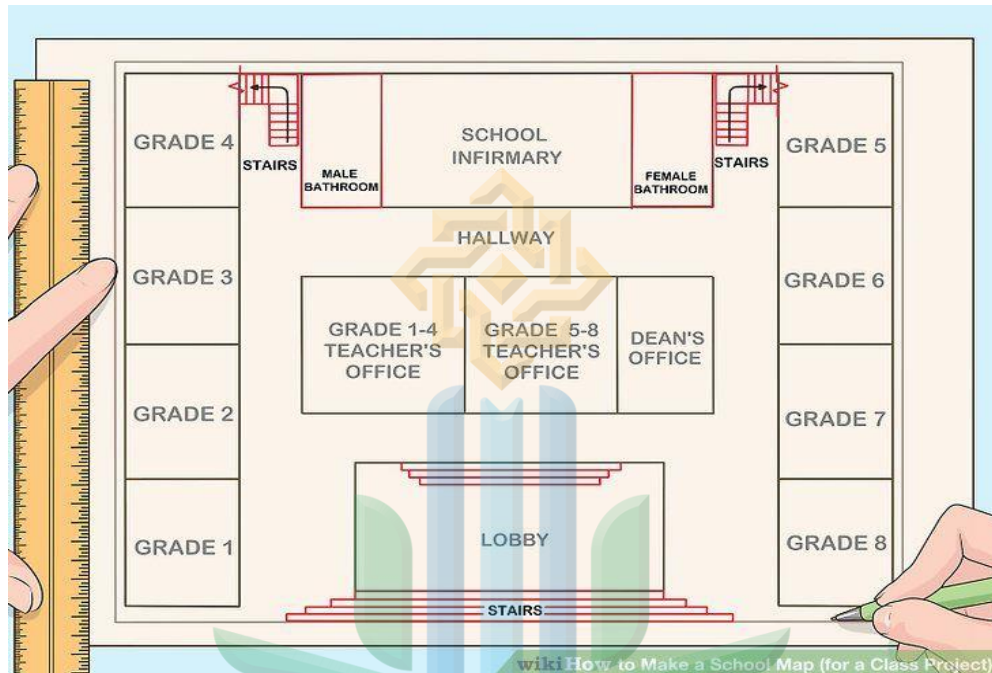 GRADE 4
STAIRS
MALE
BATHROOM
SCHOOL
INFIRMARY
FEMALE
BATHROOM
STAIRS
GRADE 5
HALLWAY
GRADE 3
GRADE 6
GRADE 1-4
TEACHER'S
OFFICE
GRADE 5-8
TEACHER'S
OFFICE
DEAN'S
OFFICE
GRADE 2
GRADE 7
GRADE 1
LOBBY
GRADE 8
STAIRS
wikiHow to Make a School Map (for a Class Project)